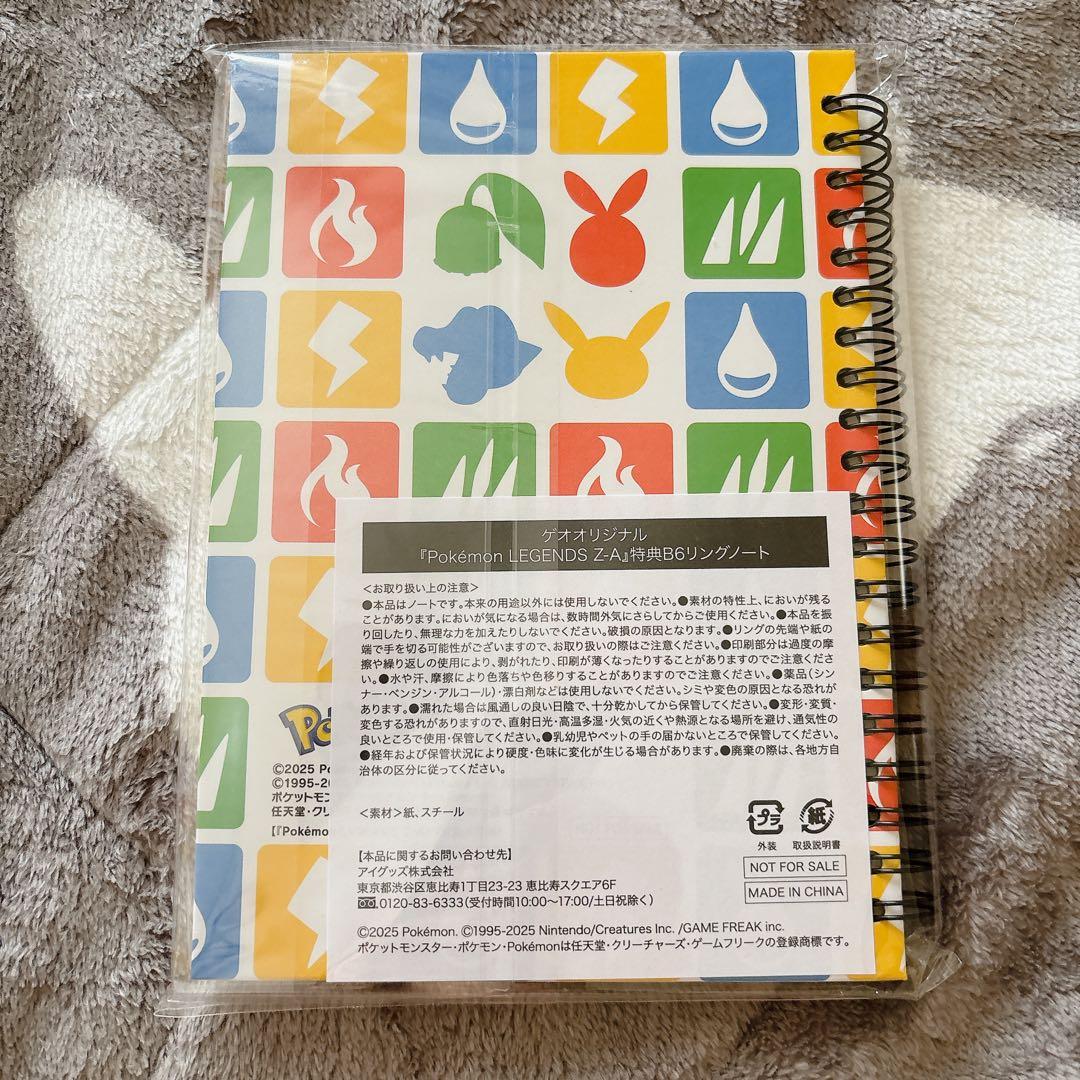 ゲオオリジナル
『Pokémon LEGENDS Z-A』特典B6リングノート
<お取り扱い上の注意>
●本品はノートです。本来の用途以外には使用しないでください。●素材の特性上、においが残る
ことがあります。においが気になる場合は、数時間外気にさらしてからご使用ください。●本品を振
り回したり、無理な力を加えたりしないでください。破損の原因となります。●リングの先端や紙の
端で手を切る可能性がございますので、お取り扱いの際はご注意ください。●印刷部分は過度の摩
擦や繰り返しの使用により、剥がれたり、印刷が薄くなったりすることがありますのでご注意くださ
い。●水や汗、摩擦により色落ちや色移りすることがありますのでご注意ください。●薬品(シン
ナー・ベンジン・アルコール)・漂白剤などは使用しないでください。シミや変色の原因となる恐れが
あります。●濡れた場合は風通しの良い日陰で、十分乾かしてから保管してください。●変形・変質・
変色する恐れがありますので、直射日光・高温多湿・火気の近くや熱源となる場所を避け、通気性の
良いところで使用・保管してください。●乳幼児やペットの手の届かないところで保管してください。
●経年および保管状況により硬度・色味に変化が生じる場合があります。●廃棄の際は、各地方自
治体の区分に従ってください。
<素材>紙、スチール
プラ
外装
紙
取扱説明書
NOT FOR SALE
MADE IN CHINA
【本品に関するお問い合わせ先】
アイグッズ株式会社
東京都渋谷区恵比寿1丁目23-23 恵比寿スクエア6F
0120-83-6333(受付時間10:00〜17:00/土日祝除く)
©2025 Pokémon. ©1995-2025 Nintendo/Creatures Inc. /GAME FREAK inc.
ポケットモンスター・ポケモン・Pokémonは任天堂・クリーチャーズ・ゲームフリークの登録商標です。
©2025 Po
©1995-20
ポケットモン
任天堂・クリ
【『Pokémo